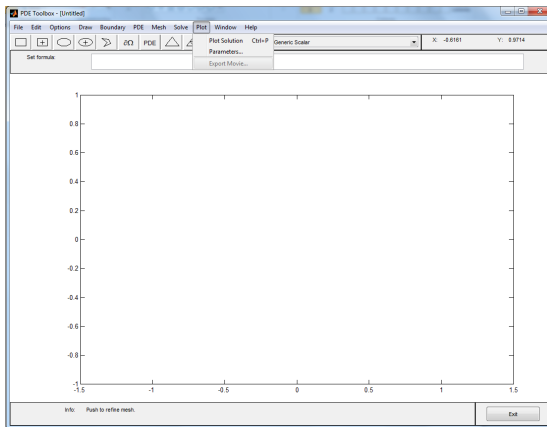 PDE Toolbox - [Untitled]
File Edit Options Draw Boundary PDE Mesh Solve Plot Window Help
∂Ω PDE Generic Scalar X: -0.6161 Y: 0.9714
Plot Solution Ctrl+P
Parameters...
Export Movie...
Set formula:
1
0.8
0.6
0.4
0.2
0
-0.2
-0.4
-0.6
-0.8
-1
-1.5 -1 -0.5 0 0.5 1 1.5
Info: Push to refine mesh.
Exit